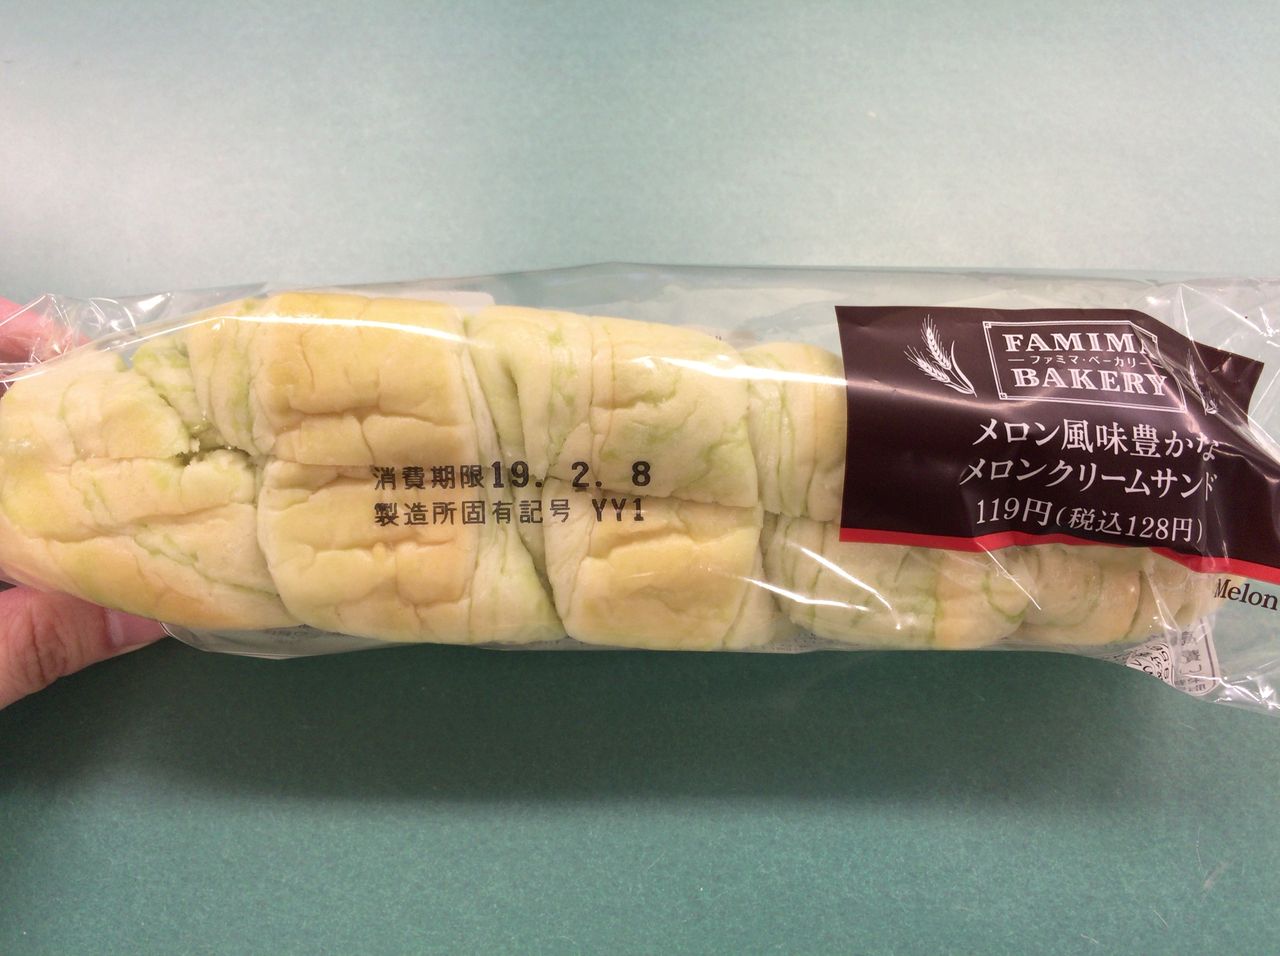 FAMIMA
ファミマ・ベーカリー
BAKERY
メロン風味豊かな
メロンクリームサンド
119円(税込128円)
消費期限19. 2. 8
製造所固有記号 YY1
Melon